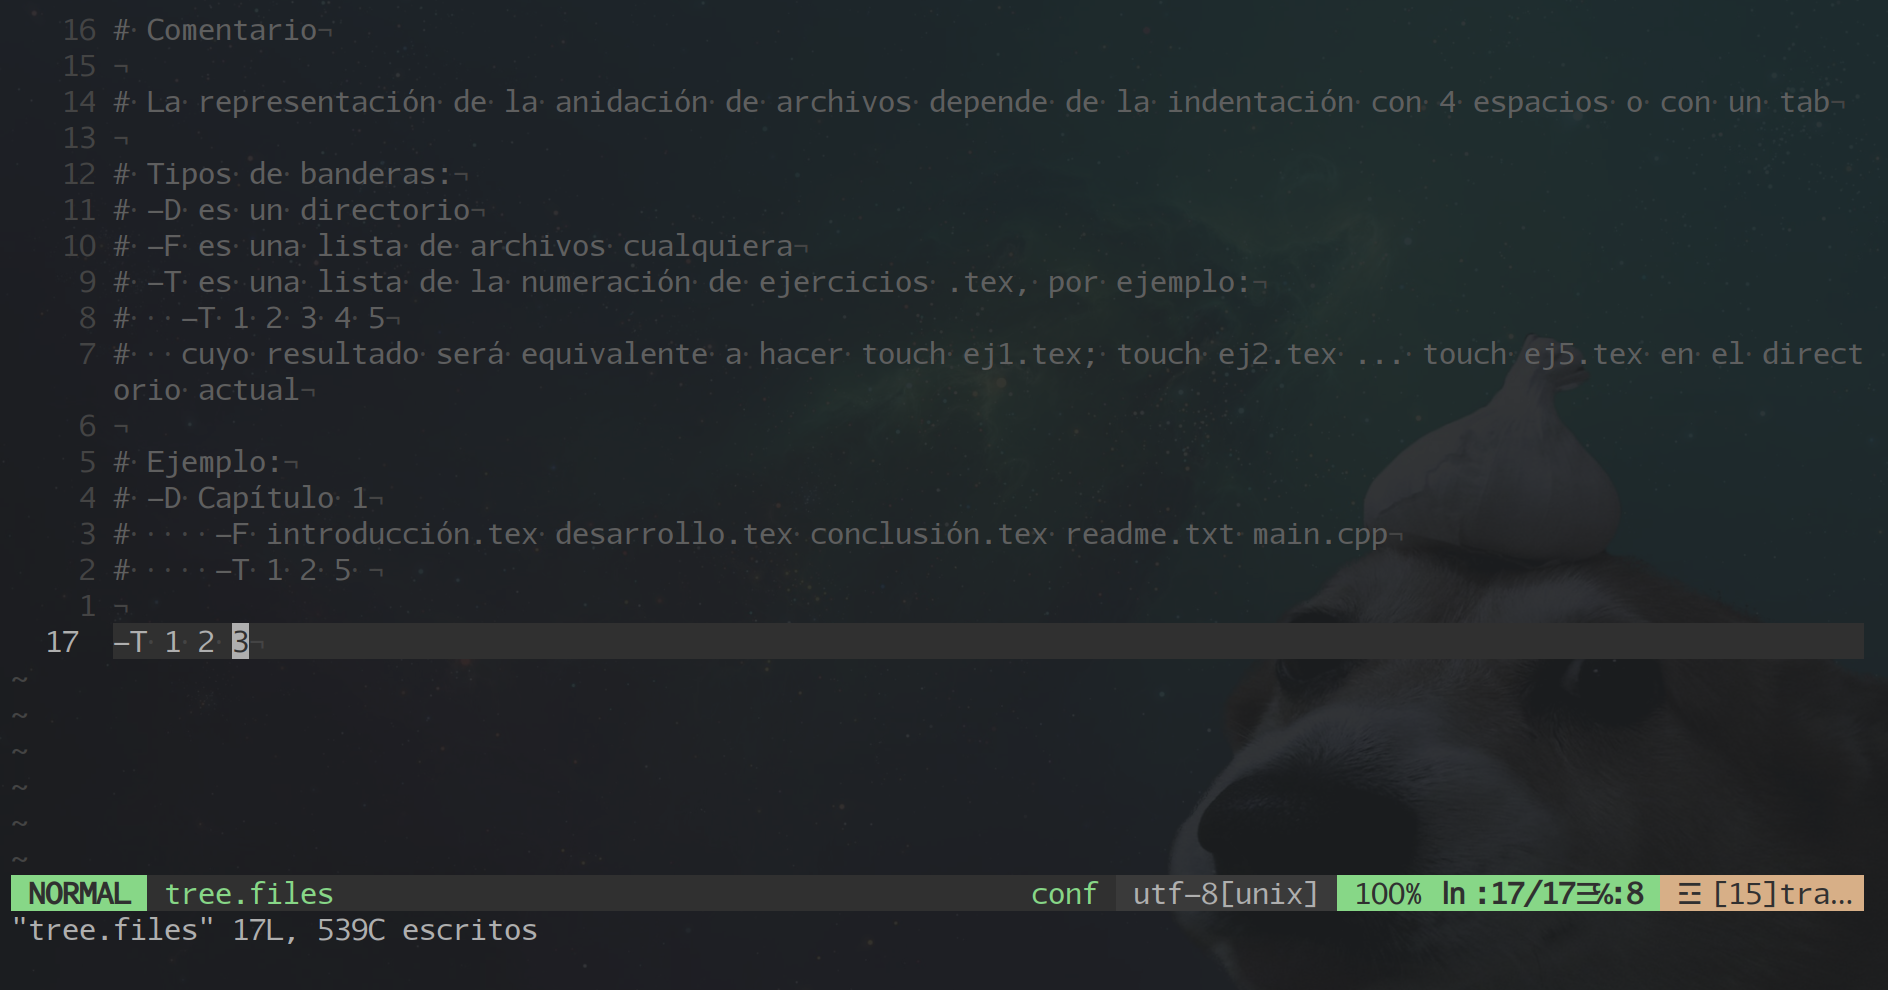 16 #· Comentario¬
15 ¬
14 #· La· representación· de· la· anidación· de· archivos· depende· de· la· indentación· con· 4· espacios· o· con· un· tab¬
13 ¬
12 #· Tipos· de· banderas:¬
11 #· -D· es· un· directorio¬
10 #· -F· es· una· lista· de· archivos· cualquiera¬
9 #· -T· es· una· lista· de· la· numeración· de· ejercicios· .tex,· por· ejemplo:¬
8 #· · · -T· 1· 2· 3· 4· 5¬
7 #· · · cuyo· resultado· será· equivalente· a· hacer· touch· ej1.tex;· touch· ej2.tex· ...· touch· ej5.tex· en· el· direct
orio· actual¬
6 ¬
5 #· Ejemplo:¬
4 #· -D· Capítulo· 1¬
3 #· · · · · -F· introducción.tex· desarrollo.tex· conclusión.tex· readme.txt· main.cpp¬
2 #· · · · · -T· 1· 2· 5· ¬
1 ¬
17 -T· 1· 2· 3¬
~
~
~
~
~
~
NORMAL tree.files conf utf-8[unix] 100% ln :17/17☰℅:8 ☲ [15]tra…
"tree.files" 17L, 539C escritos